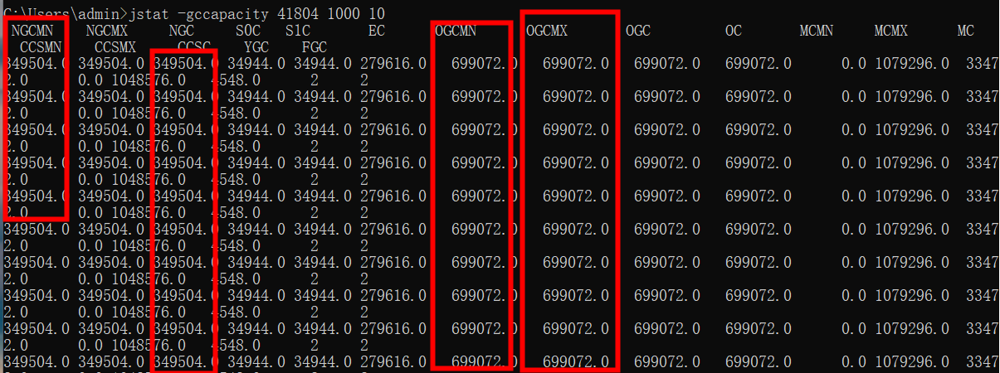 C:\Users\admin>jstat -gccapacity 41804 1000 10
NGCMN NGCMX NGC S0C S1C EC OGCMN OGCMX OGC OC MCMN MCMX MC
CCSMN CCSMX CCSC YGC FGC
349504.0 349504.0 349504.0 34944.0 34944.0 279616.0 699072.0 699072.0 699072.0 699072.0 0.0 1079296.0 3347
2.0 0.0 1048576.0 4548.0 2 2
349504.0 349504.0 349504.0 34944.0 34944.0 279616.0 699072.0 699072.0 699072.0 699072.0 0.0 1079296.0 3347
2.0 0.0 1048576.0 4548.0 2 2
349504.0 349504.0 349504.0 34944.0 34944.0 279616.0 699072.0 699072.0 699072.0 699072.0 0.0 1079296.0 3347
2.0 0.0 1048576.0 4548.0 2 2
349504.0 349504.0 349504.0 34944.0 34944.0 279616.0 699072.0 699072.0 699072.0 699072.0 0.0 1079296.0 3347
2.0 0.0 1048576.0 4548.0 2 2
349504.0 349504.0 349504.0 34944.0 34944.0 279616.0 699072.0 699072.0 699072.0 699072.0 0.0 1079296.0 3347
2.0 0.0 1048576.0 4548.0 2 2
349504.0 349504.0 349504.0 34944.0 34944.0 279616.0 699072.0 699072.0 699072.0 699072.0 0.0 1079296.0 3347
2.0 0.0 1048576.0 4548.0 2 2
349504.0 349504.0 349504.0 34944.0 34944.0 279616.0 699072.0 699072.0 699072.0 699072.0 0.0 1079296.0 3347
2.0 0.0 1048576.0 4548.0 2 2
349504.0 349504.0 349504.0 34944.0 34944.0 279616.0 699072.0 699072.0 699072.0 699072.0 0.0 1079296.0 3347
2.0 0.0 1048576.0 4548.0 2 2
349504.0 349504.0 349504.0 34944.0 34944.0 279616.0 699072.0 699072.0 699072.0 699072.0 0.0 1079296.0 3347
2.0 0.0 1048576.0 4548.0 2 2
349504.0 349504.0 349504.0 34944.0 34944.0 279616.0 699072.0 699072.0 699072.0 699072.0 0.0 1079296.0 3347